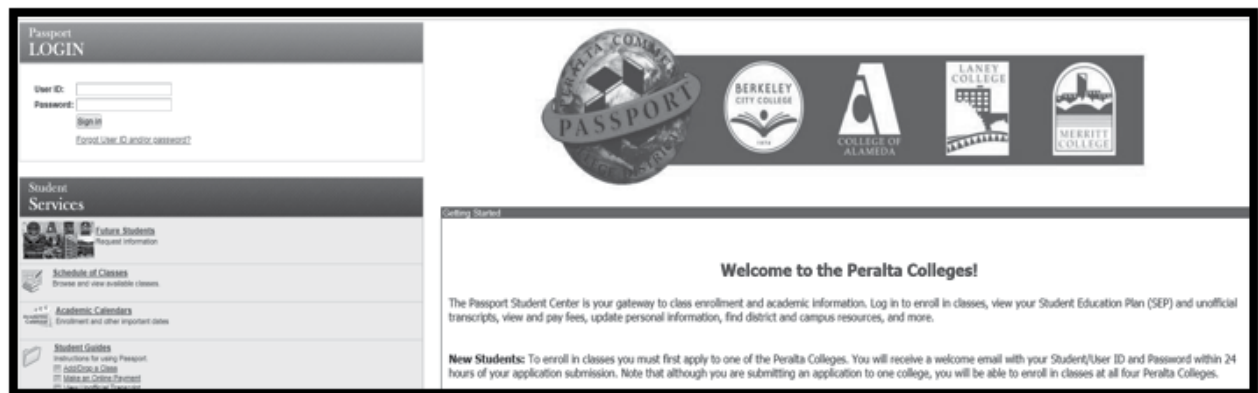 Passport
LOGIN
User ID:
Password:
Sign in
Forgot User ID and/or password?
Student
Services
Future Students
Request information
Schedule of Classes
Browse and view available classes.
Academic Calendars
Enrollment and other important dates
Student Guides
Instructions for using Passport
Add/Drop a Class
Make an Online Payment
View Unofficial Transcript
PERALTA COMMU
PASSPORT
EGE DISTRICT
BERKELEY
CITY COLLEGE
1974
COLLEGE OF
ALAMEDA
LANEY
COLLEGE
MERRITT
COLLEGE
Getting Started
Welcome to the Peralta Colleges!
The Passport Student Center is your gateway to class enrollment and academic information. Log in to enroll in classes, view your Student Education Plan (SEP) and unofficial
transcripts, view and pay fees, update personal information, find district and campus resources, and more.
New Students: To enroll in classes you must first apply to one of the Peralta Colleges. You will receive a welcome email with your Student/User ID and Password within 24
hours of your application submission. Note that although you are submitting an application to one college, you will be able to enroll in classes at all four Peralta Colleges.